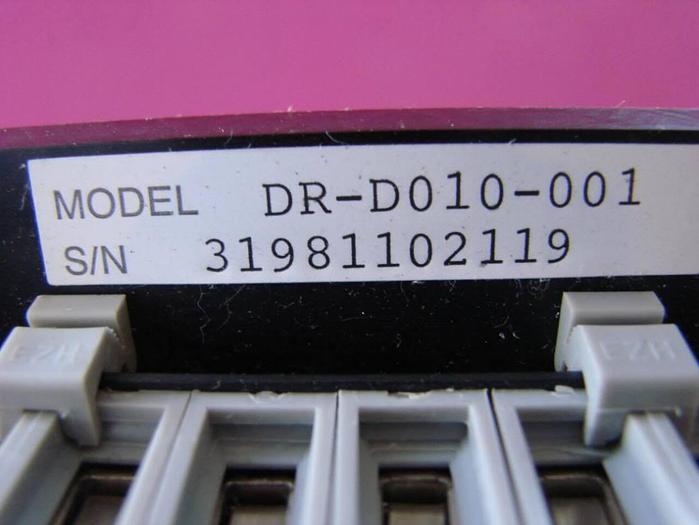 MODEL DR-D010-001
S/N 31981102119
EZH
EZH